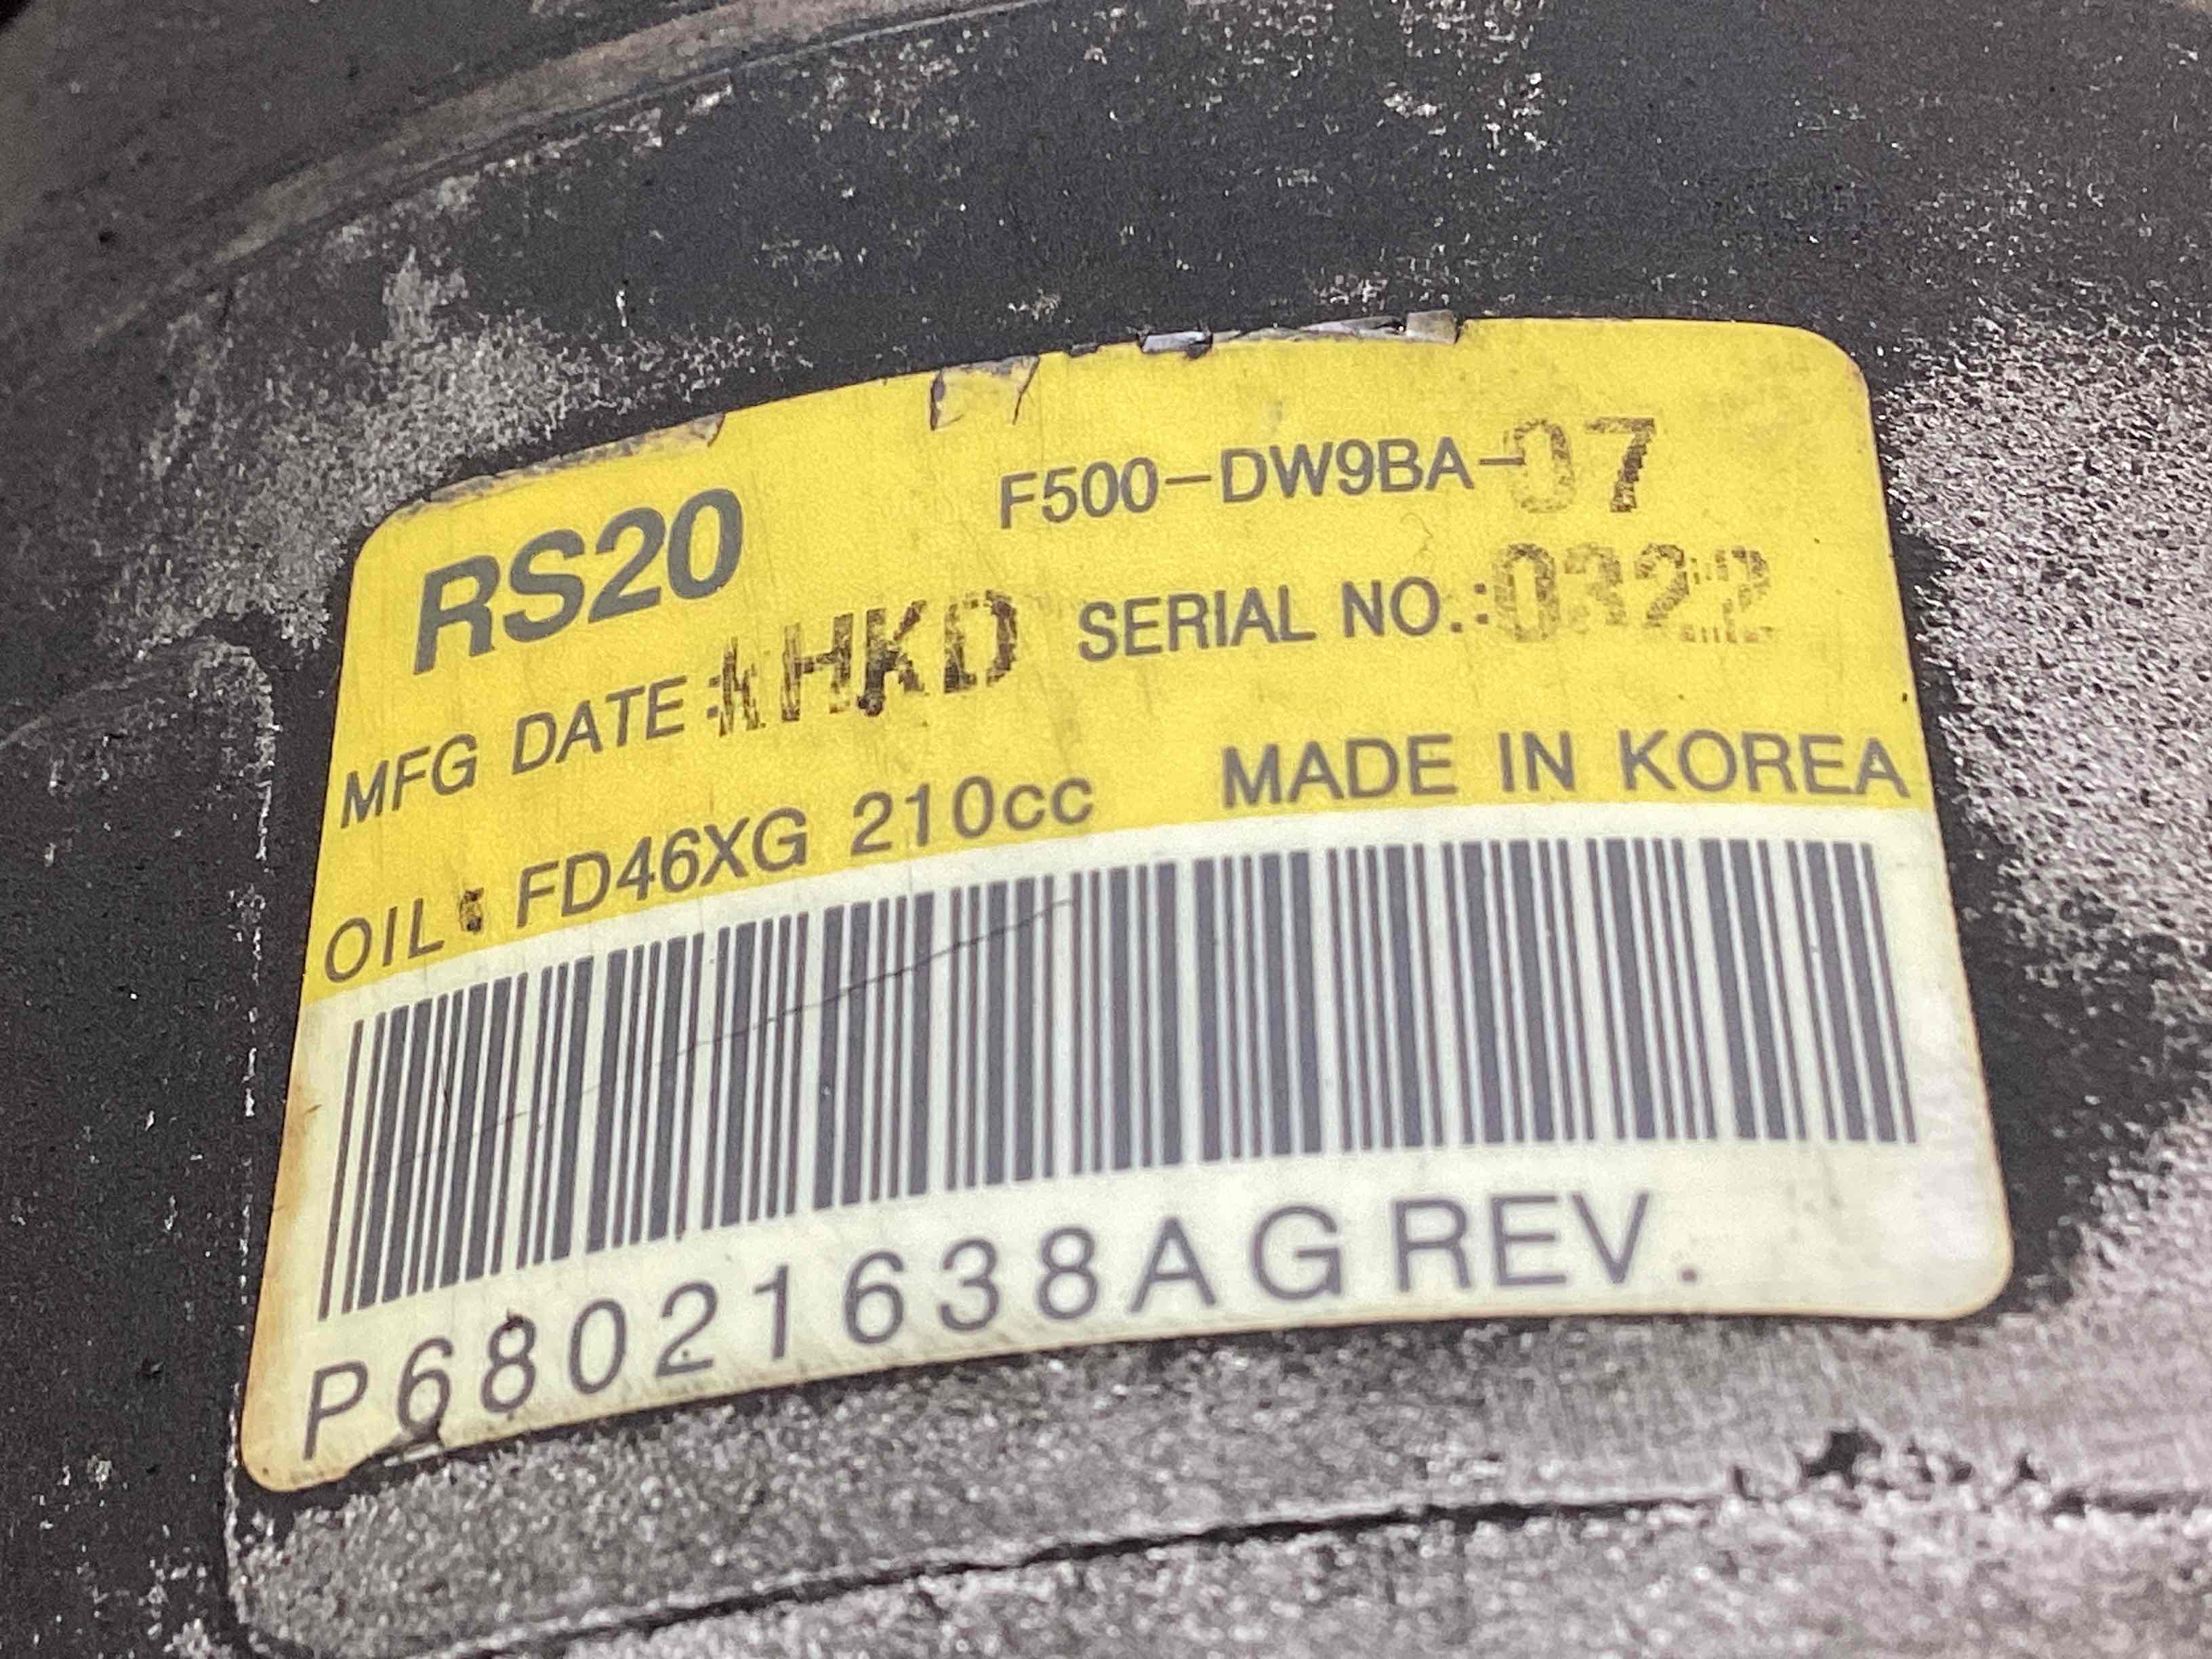 RS20 F500-DW9BA-07
MFG DATE: HKD SERIAL NO.:0322
OIL: FD46XG 210cc MADE IN KOREA
P68021638AG REV.